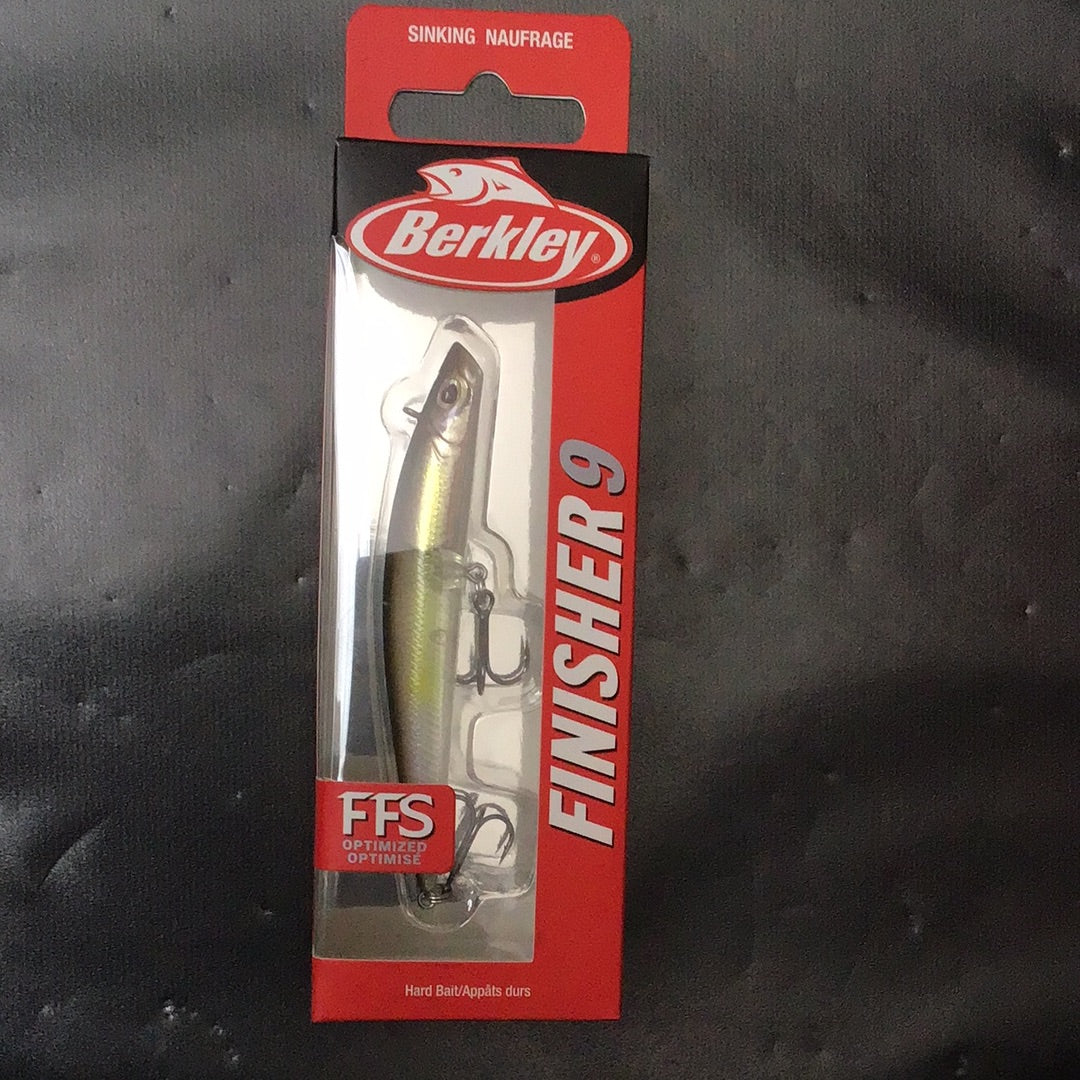 SINKING NAUFRAGE
Berkley®
FINISHER 9
FFS
OPTIMIZED
OPTIMISÉ
Hard Bait/Appâts durs